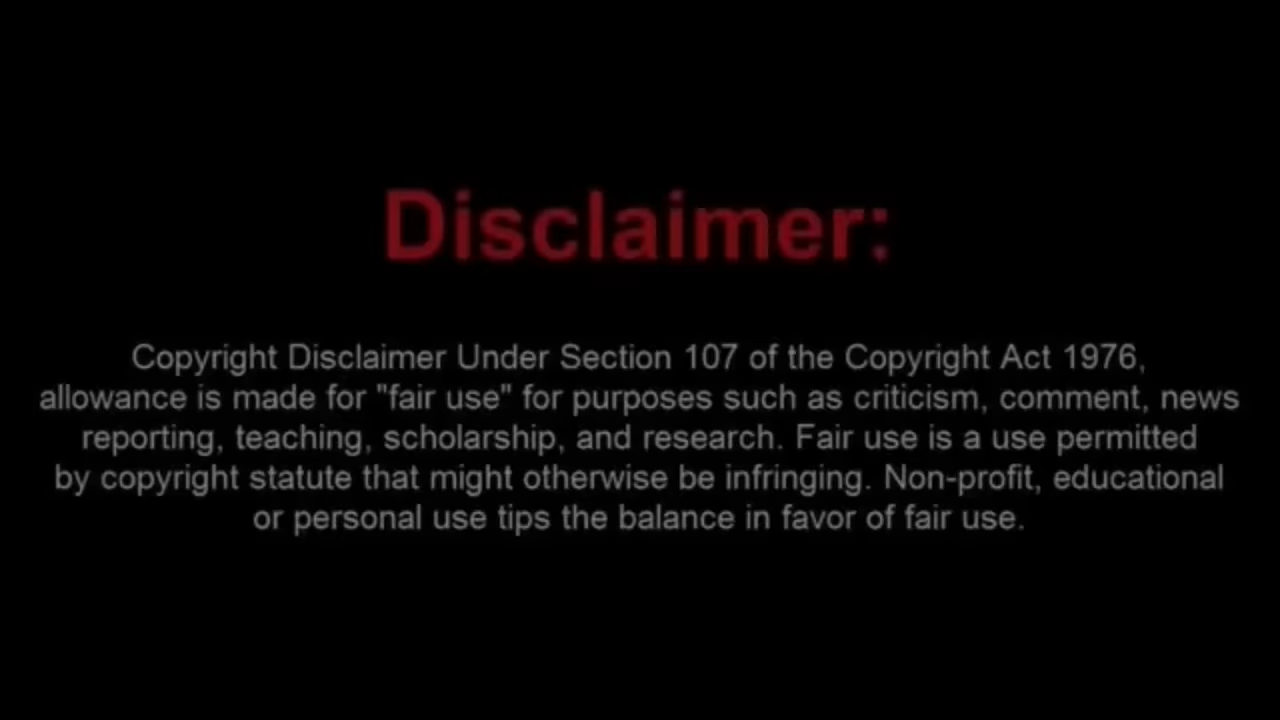 Disclaimer:
Copyright Disclaimer Under Section 107 of the Copyright Act 1976,
allowance is made for "fair use" for purposes such as criticism, comment, news
reporting, teaching, scholarship, and research. Fair use is a use permitted
by copyright statute that might otherwise be infringing. Non-profit, educational
or personal use tips the balance in favor of fair use.